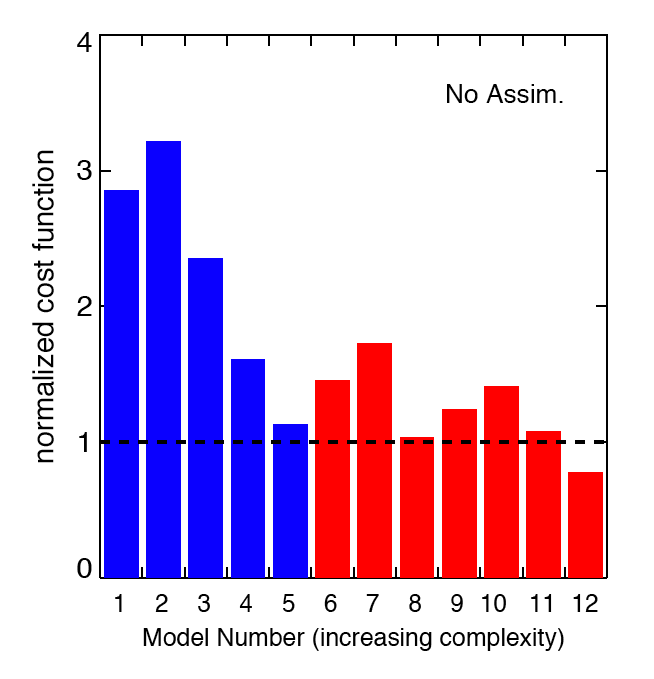 4
No Assim.
3
normalized cost function
2
1
0
1 2 3 4 5 6 7 8 9 10 11 12
Model Number (increasing complexity)